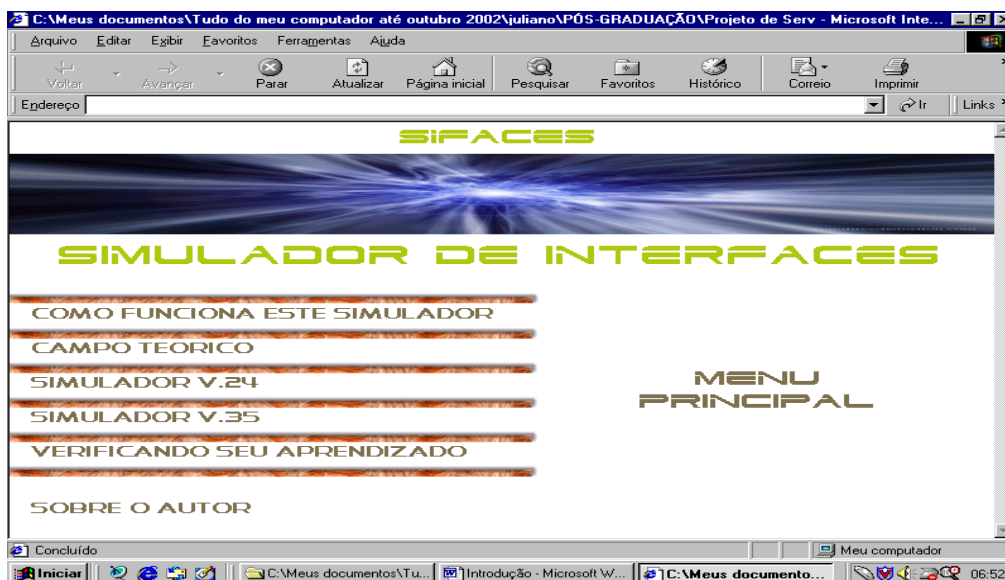 C:\Meus documentos\Tudo do meu computador até outubro 2002\juliano\PÓS-GRADUAÇÃO\Projeto de Serv - Microsoft Inte...
Arquivo Editar Exibir Favoritos Ferramentas Ajuda
Voltar Avançar Parar Atualizar Página inicial Pesquisar Favoritos Histórico Correio Imprimir
Endereço Ir Links
SIFACES
SIMULADOR DE INTERFACES
COMO FUNCIONA ESTE SIMULADOR
CAMPO TEORICO
SIMULADOR V.24
SIMULADOR V.35
VERIFICANDO SEU APRENDIZADO
SOBRE O AUTOR
MENU
PRINCIPAL
Concluído Meu computador
Iniciar C:\Meus documentos\Tu... Introdução - Microsoft W... C:\Meus documento... 06:52